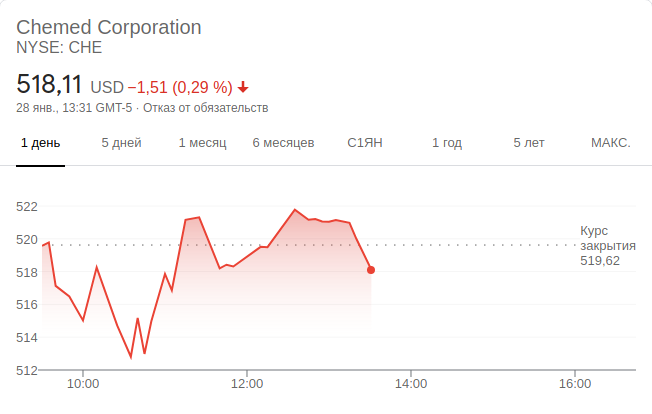 Chemed Corporation
NYSE: CHE
518,11 USD −1,51 (0,29 %)
28 янв., 13:31 GMT-5 · Отказ от обязательств
1 день 5 дней 1 месяц 6 месяцев С1ЯН 1 год 5 лет МАКС.
522
520
518
516
514
512
Курс
закрытия
519,62
10:00 12:00 14:00 16:00